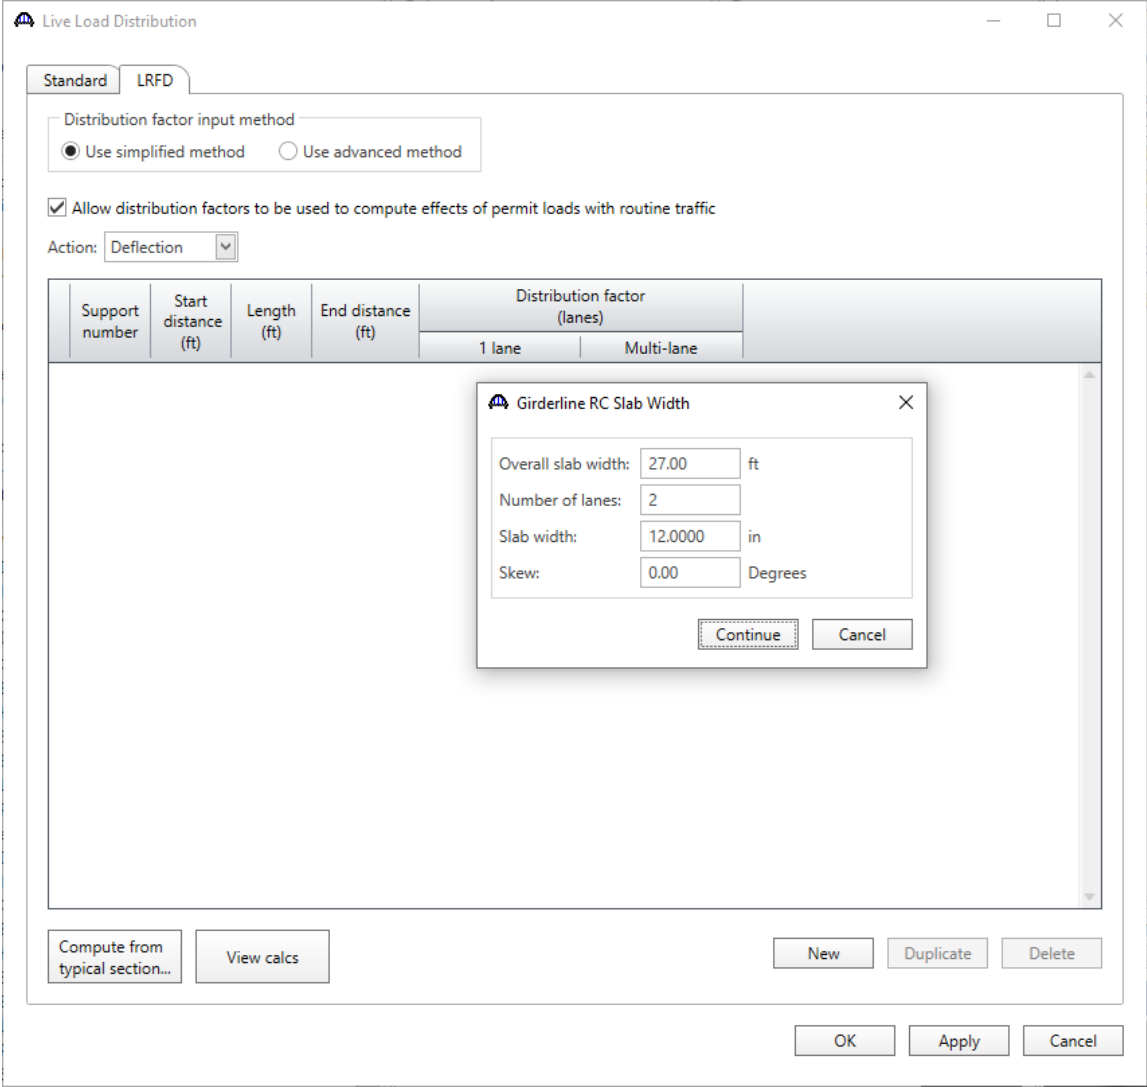 Live Load Distribution
Standard
LRFD
Distribution factor input method
Use simplified method
Use advanced method
Allow distribution factors to be used to compute effects of permit loads with routine traffic
Action:
Deflection
Support
number
Start
distance
(ft)
Length
(ft)
End distance
(ft)
Distribution factor
(lanes)
1 lane
Multi-lane
Girderline RC Slab Width
Overall slab width: 27.00 ft
Number of lanes: 2
Slab width: 12.0000 in
Skew: 0.00 Degrees
Continue
Cancel
Compute from
typical section...
View calcs
New
Duplicate
Delete
OK
Apply
Cancel